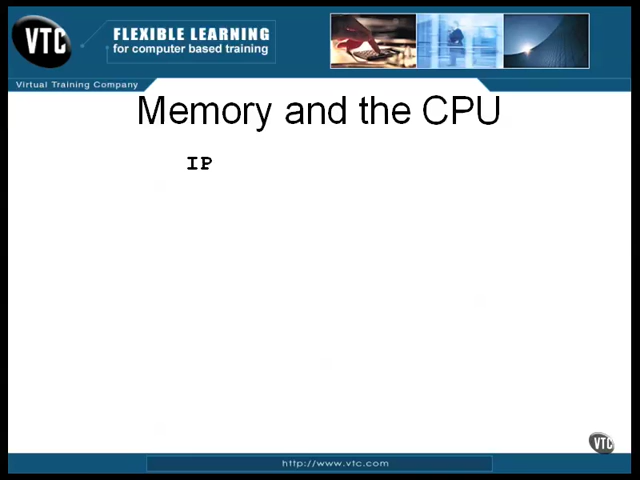 VTC
FLEXIBLE LEARNING
for computer based training
Virtual Training Company
Memory and the CPU
IP
VTC
http://www.vtc.com